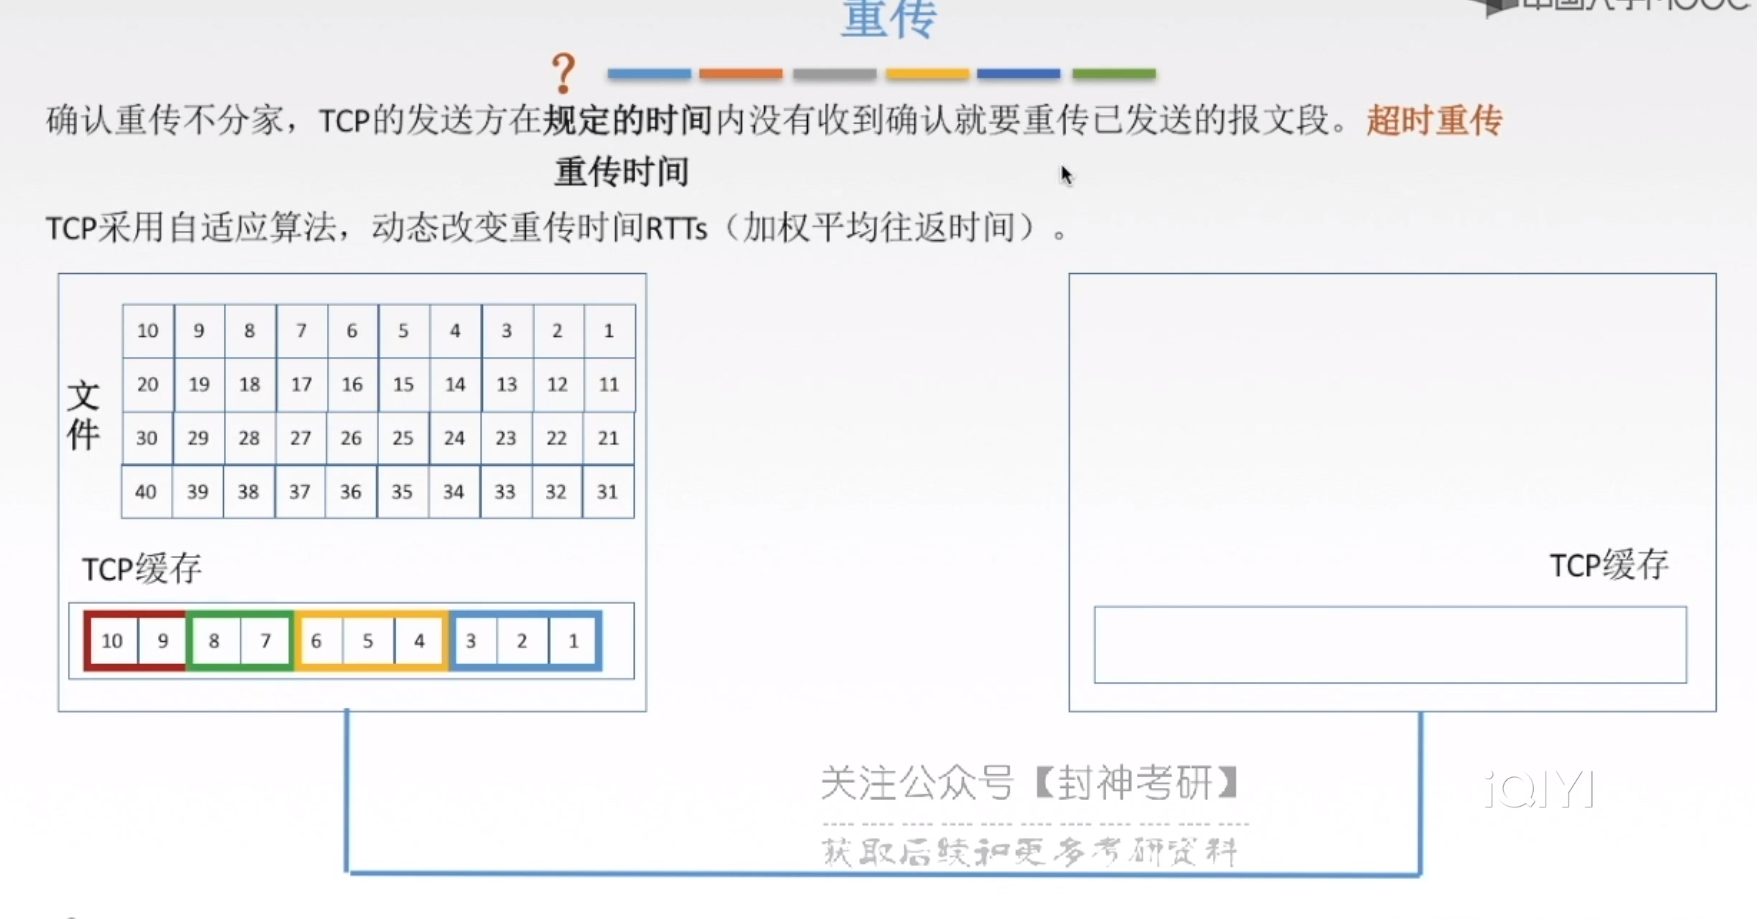 重传
?
确认重传不分家，TCP的发送方在规定的时间内没有收到确认就要重传已发送的报文段。超时重传
重传时间
TCP采用自适应算法，动态改变重传时间RTTs（加权平均往返时间）。
文件
10 9 8 7 6 5 4 3 2 1
20 19 18 17 16 15 14 13 12 11
30 29 28 27 26 25 24 23 22 21
40 39 38 37 36 35 34 33 32 31
TCP缓存
10 9 8 7 6 5 4 3 2 1
TCP缓存
关注公众号【封神考研】
获取后续和更多考研资料
iQIYI